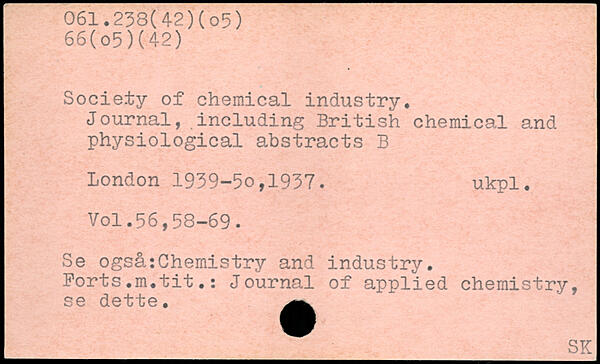 061.238(42)(o5)
66(o5)(42)
Society of chemical industry.
Journal, including British chemical and
physiological abstracts B
London 1939-5o,1937. ukpl.
Vol.56,58-69.
Se også:Chemistry and industry.
Forts.m.tit.: Journal of applied chemistry,
se dette.
SK